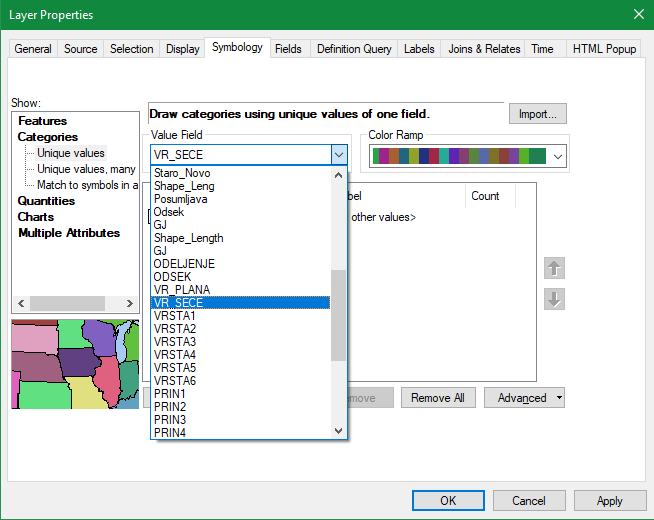 Layer Properties
General Source Selection Display Symbology Fields Definition Query Labels Joins & Relates Time HTML Popup
Show:
Features
Categories
Unique values
Unique values, many
Match to symbols in a
Quantities
Charts
Multiple Attributes
Draw categories using unique values of one field.
Import...
Value Field
VR_SECE
Color Ramp
Staro_Novo
Shape_Leng
Posumljava
Odsek
GJ
Shape_Length
GJ
ODELJENJE
ODSEK
VR_PLANA
VR_SECE
VRSTA1
VRSTA2
VRSTA3
VRSTA4
VRSTA5
VRSTA6
PRIN1
PRIN2
PRIN3
PRIN4
bel Count
other values>
move Remove All Advanced
OK Cancel Apply